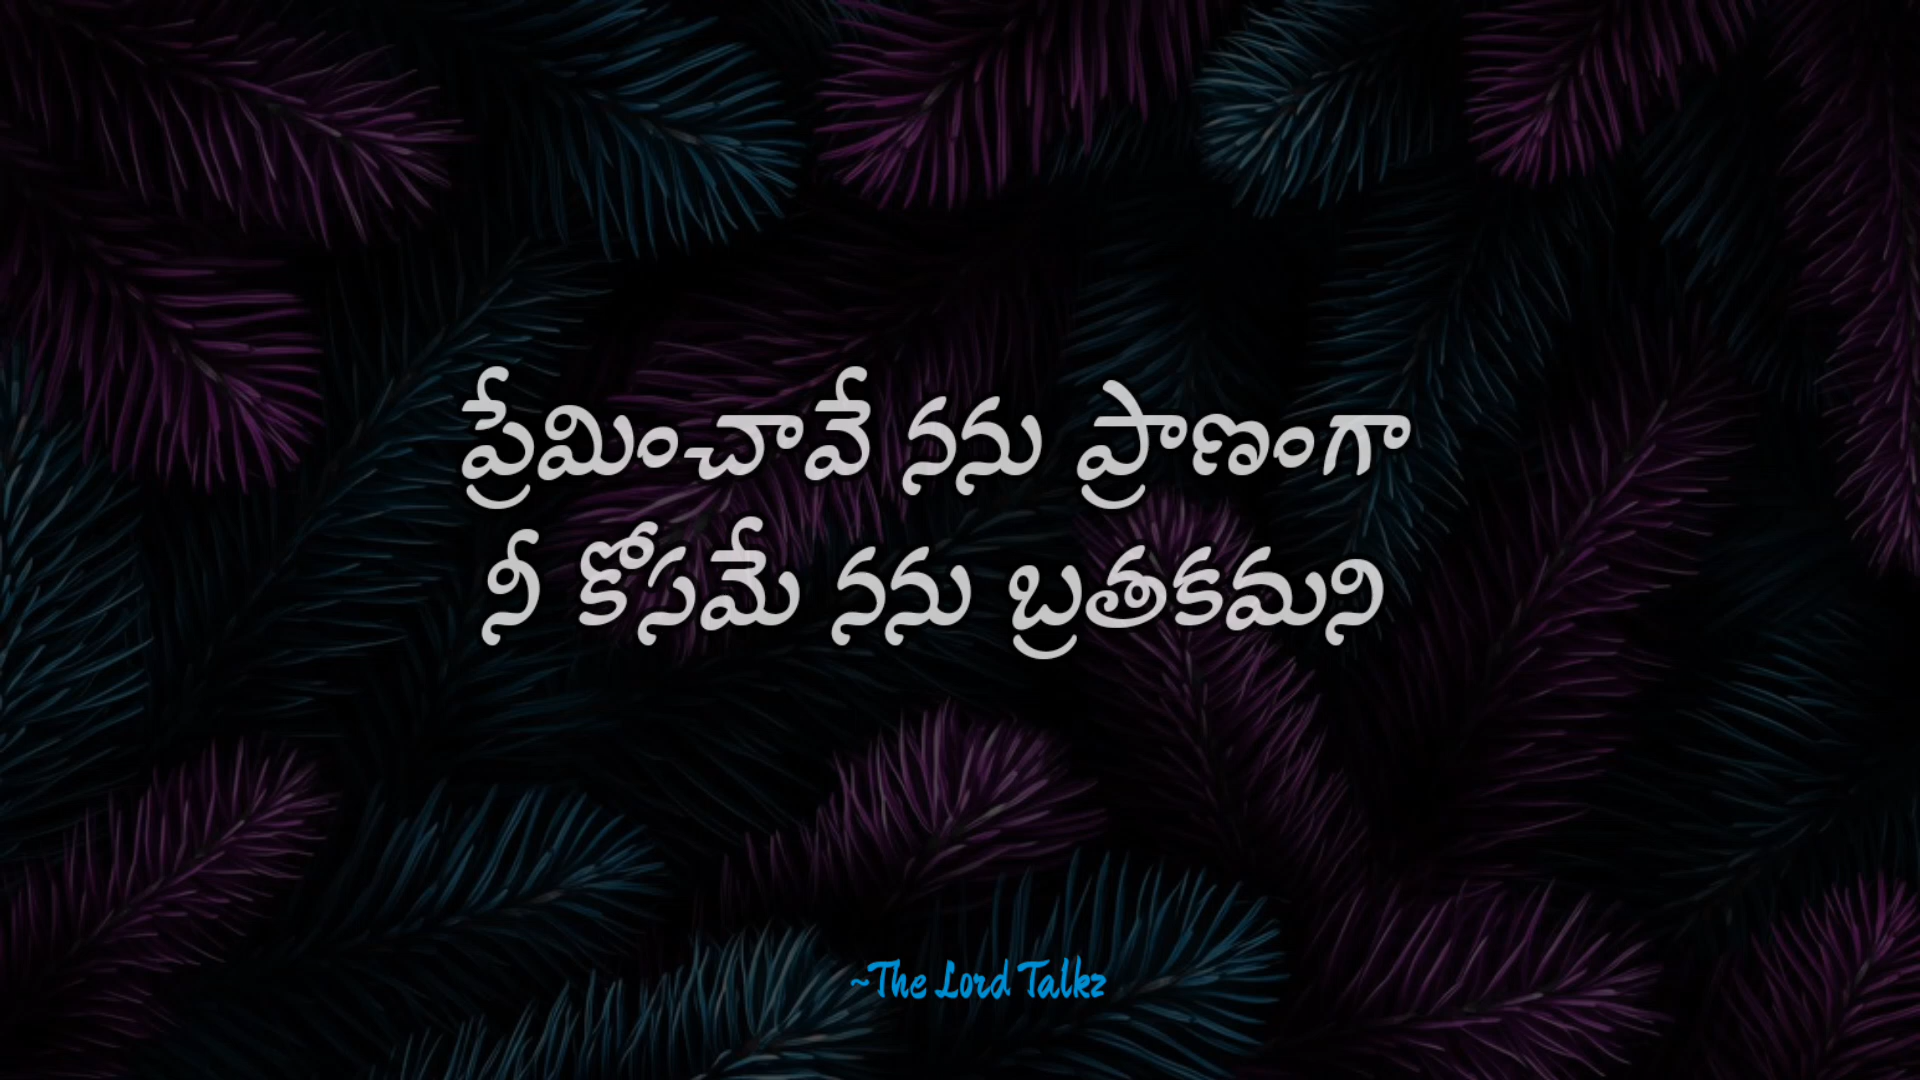 ప్రేమించావే నను ప్రాణంగా
నీ కోసమే నను బ్రతకమని
~The Lord Talkz